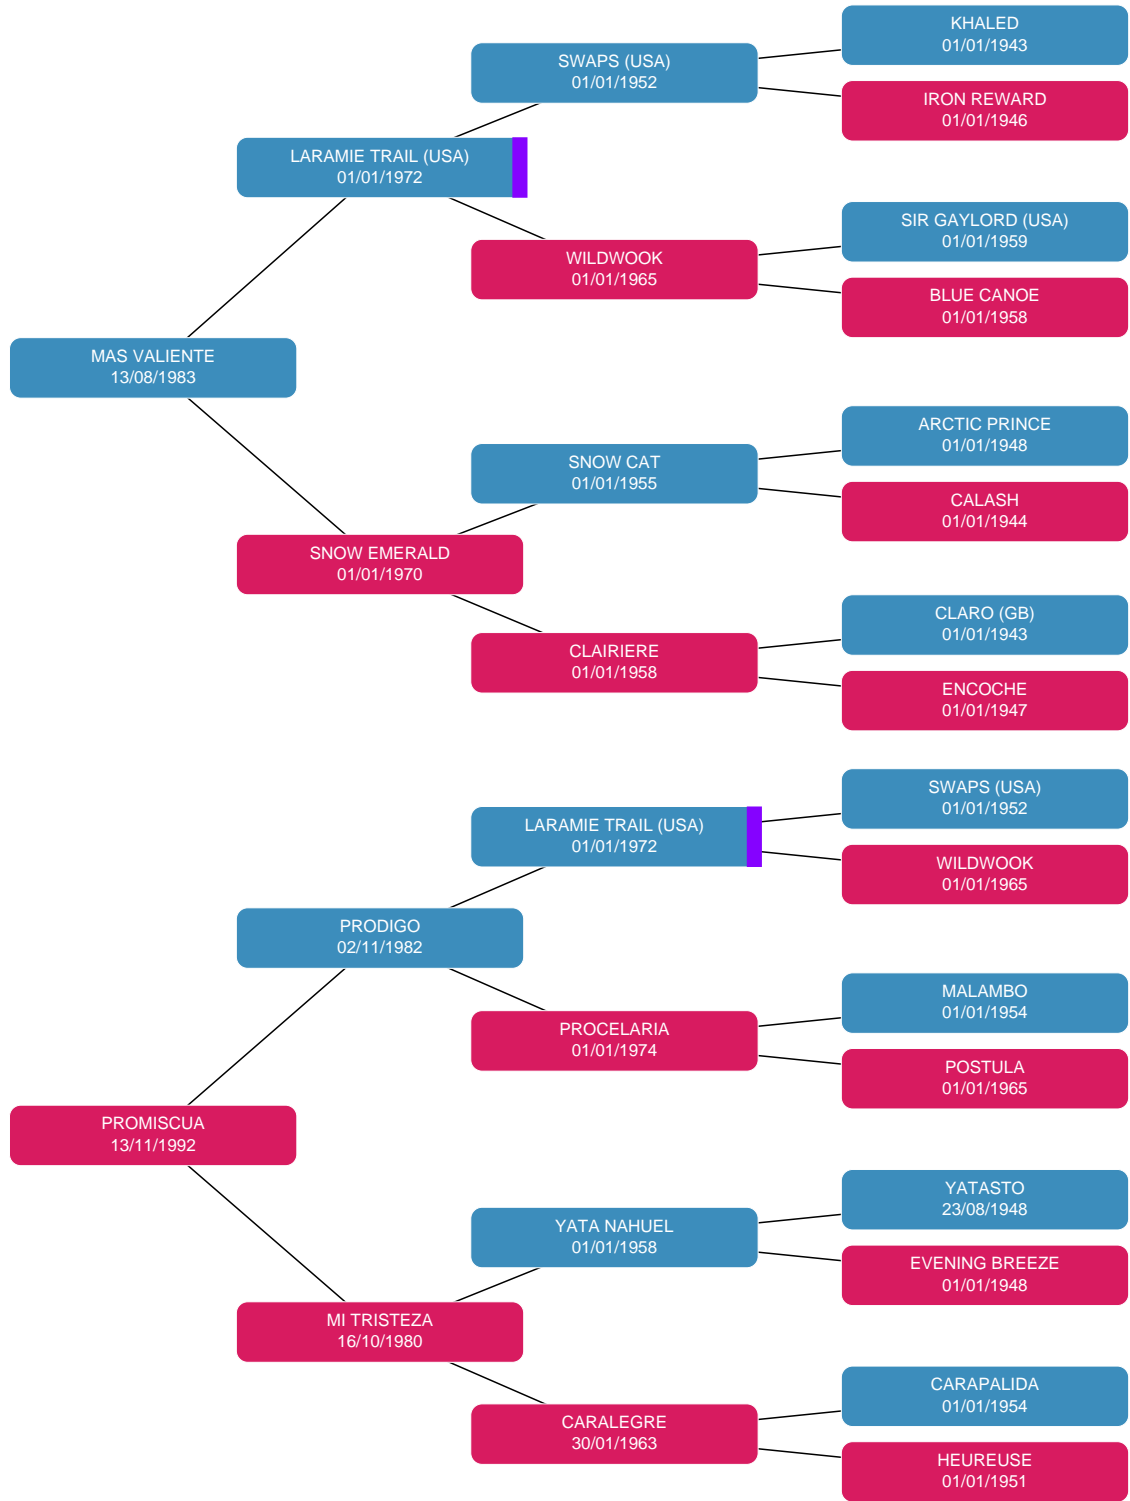 KHALED
01/01/1943
SWAPS (USA)
01/01/1952
IRON REWARD
01/01/1946
LARAMIE TRAIL (USA)
01/01/1972
SIR GAYLORD (USA)
01/01/1959
WILDWOOK
01/01/1965
BLUE CANOE
01/01/1958
MAS VALIENTE
13/08/1983
ARCTIC PRINCE
01/01/1948
SNOW CAT
01/01/1955
CALASH
01/01/1944
SNOW EMERALD
01/01/1970
CLARO (GB)
01/01/1943
CLAIRIERE
01/01/1958
ENCOCHE
01/01/1947
SWAPS (USA)
01/01/1952
LARAMIE TRAIL (USA)
01/01/1972
WILDWOOK
01/01/1965
PRODIGO
02/11/1982
MALAMBO
01/01/1954
PROCELARIA
01/01/1974
POSTULA
01/01/1965
PROMISCUA
13/11/1992
YATASTO
23/08/1948
YATA NAHUEL
01/01/1958
EVENING BREEZE
01/01/1948
MI TRISTEZA
16/10/1980
CARAPALIDA
01/01/1954
CARALEGRE
30/01/1963
HEUREUSE
01/01/1951